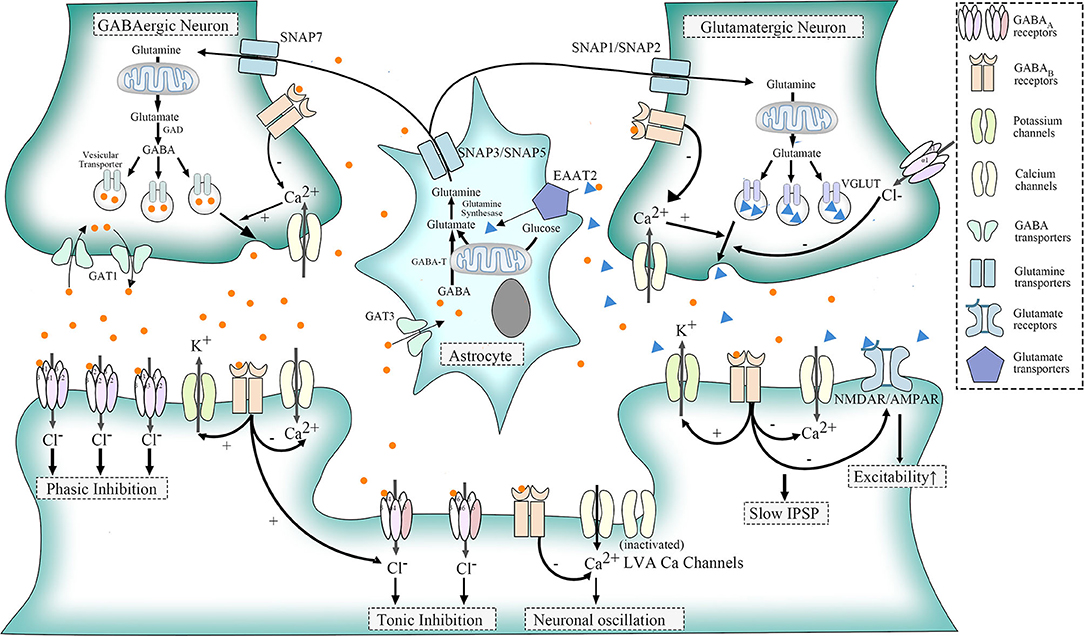 GABAergic Neuron
Glutamine
Glutamate
GAD
GABA
Vesicular
Transporter
Ca2+
+
-
GAT1
SNAP7
SNAP1/SNAP2
Glutamatergic Neuron
Glutamine
Glutamate
VGLUT
α1
Cl-
Ca2+
+
-
-
SNAP3/SNAP5
EAAT2
Glutamine
Glutamine
Synthesase
Glutamate
Glucose
GABA-T
GABA
GAT3
Astrocyte
GABAA
receptors
GABAB
receptors
Potassium
channels
Calcium
channels
GABA
transporters
Glutamine
transporters
Glutamate
receptors
Glutamate
transporters
K+
Cl-
Cl-
Cl-
+
-
Ca2+
Phasic Inhibition
+
K+
+
-
Ca2+
-
NMDAR/AMPAR
Excitability↑
Slow IPSP
Cl-
Cl-
-
Ca2+
(inactivated)
LVA Ca Channels
Tonic Inhibition
Neuronal oscillation